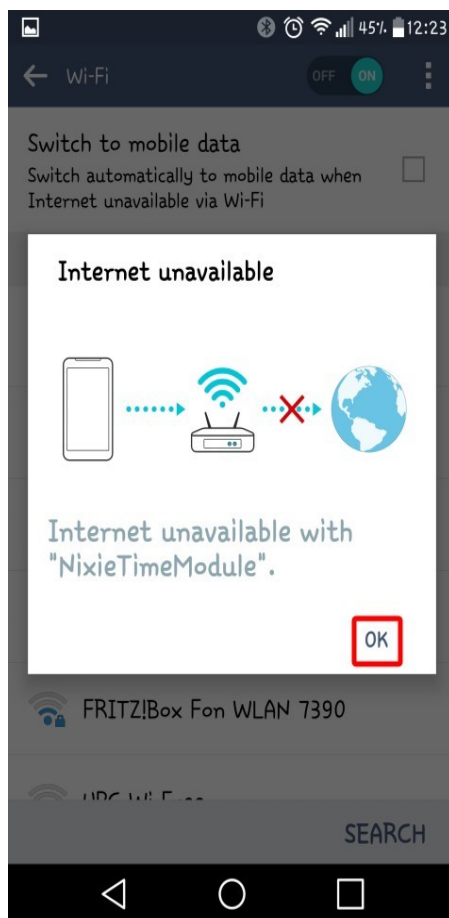 45% 12:23
Wi-Fi OFF ON
Switch to mobile data
Switch automatically to mobile data when
Internet unavailable via Wi-Fi
Internet unavailable
Internet unavailable with
"NixieTimeModule".
OK
FRITZ!Box Fon WLAN 7390
SEARCH